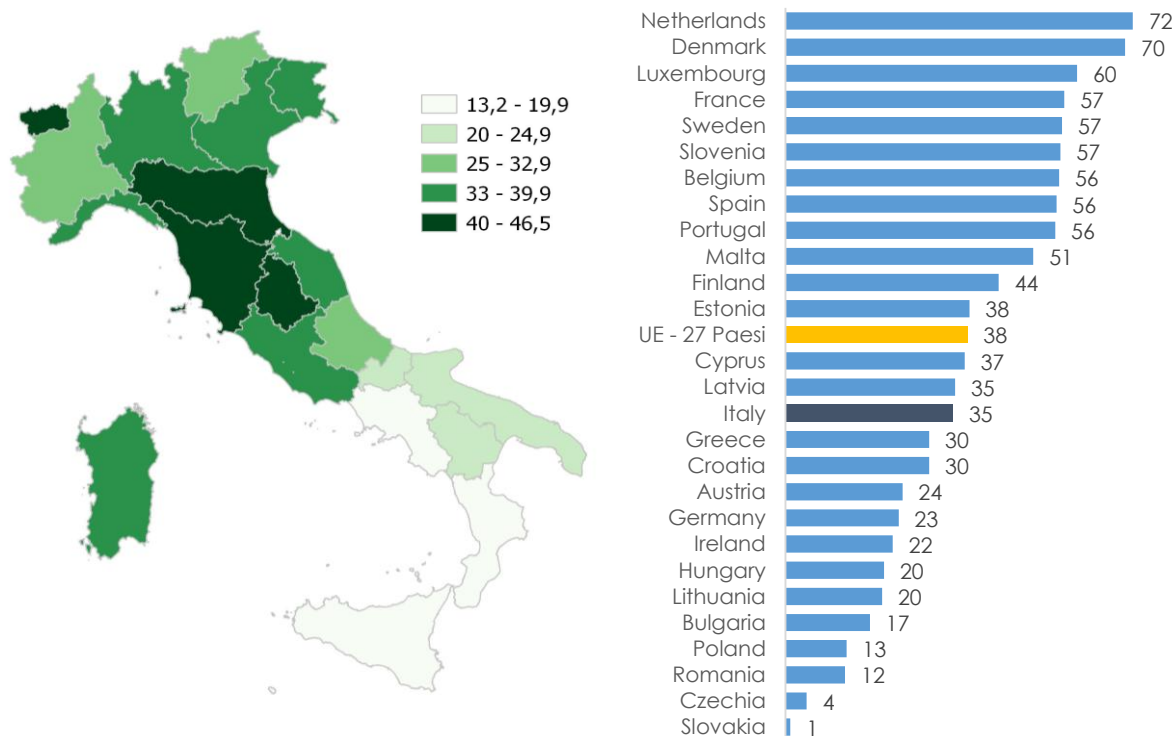 13,2 - 19,9
20 - 24,9
25 - 32,9
33 - 39,9
40 - 46,5
Netherlands 72
Denmark 70
Luxembourg 60
France 57
Sweden 57
Slovenia 57
Belgium 56
Spain 56
Portugal 56
Malta 51
Finland 44
Estonia 38
UE - 27 Paesi 38
Cyprus 37
Latvia 35
Italy 35
Greece 30
Croatia 30
Austria 24
Germany 23
Ireland 22
Hungary 20
Lithuania 20
Bulgaria 17
Poland 13
Romania 12
Czechia 4
Slovakia 1